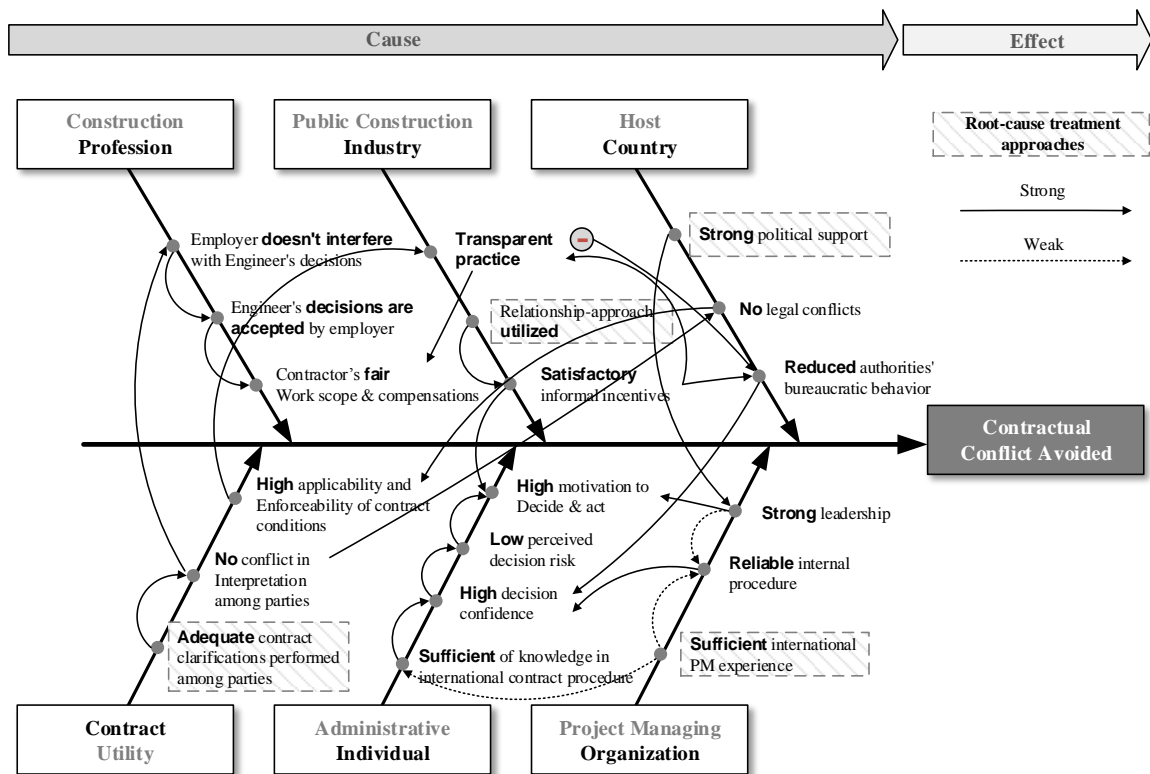 Cause
Effect
Construction
Profession
Public Construction
Industry
Host
Country
Root-cause treatment
approaches
Strong
Weak
Employer doesn't interfere
with Engineer's decisions
Transparent
practice
Strong political support
Engineer's decisions are
accepted by employer
Relationship-approach
utilized
No legal conflicts
Contractor's fair
Work scope & compensations
Satisfactory
informal incentives
Reduced authorities'
bureaucratic behavior
Contractual
Conflict Avoided
High applicability and
Enforceability of contract
conditions
High motivation to
Decide & act
Strong leadership
No conflict in
Interpretation
among parties
Low perceived
decision risk
Reliable internal
procedure
High decision
confidence
Adequate contract
clarifications performed
among parties
Sufficient of knowledge in
international contract procedure
Sufficient international
PM experience
Contract
Utility
Administrative
Individual
Project Managing
Organization